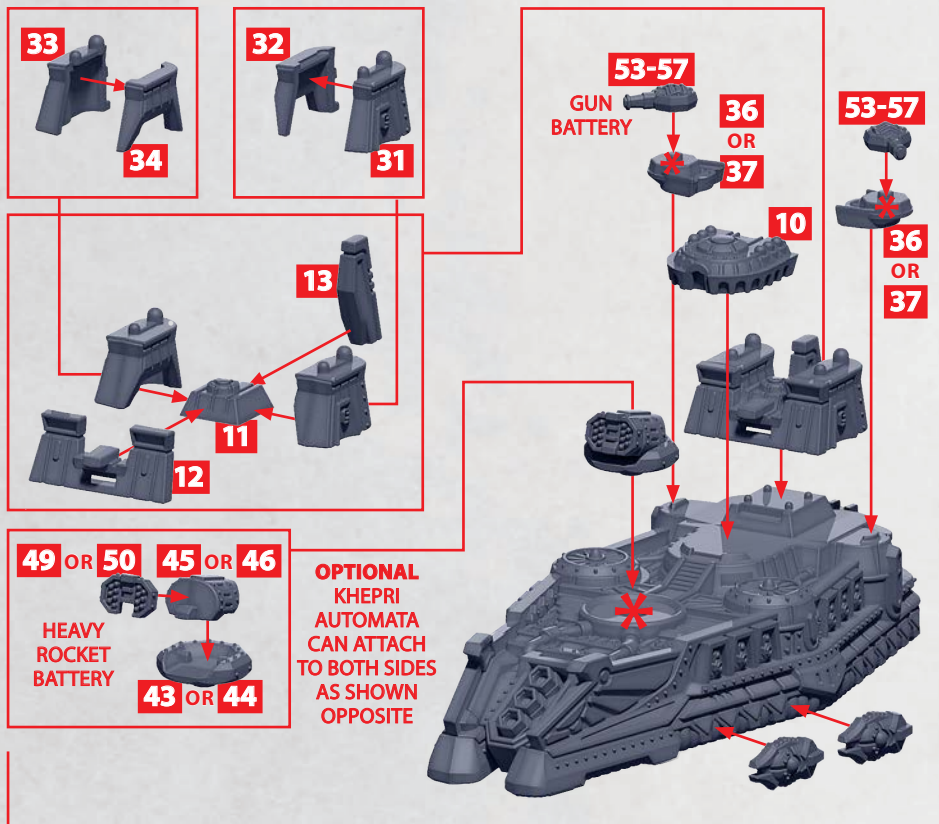 33
34
32
31
53-57
GUN
BATTERY
36
OR
37
53-57
36
OR
37
10
13
11
12
49 OR 50
45 OR 46
HEAVY
ROCKET
BATTERY
43 OR 44
OPTIONAL
KHEPRI
AUTOMATA
CAN ATTACH
TO BOTH SIDES
AS SHOWN
OPPOSITE